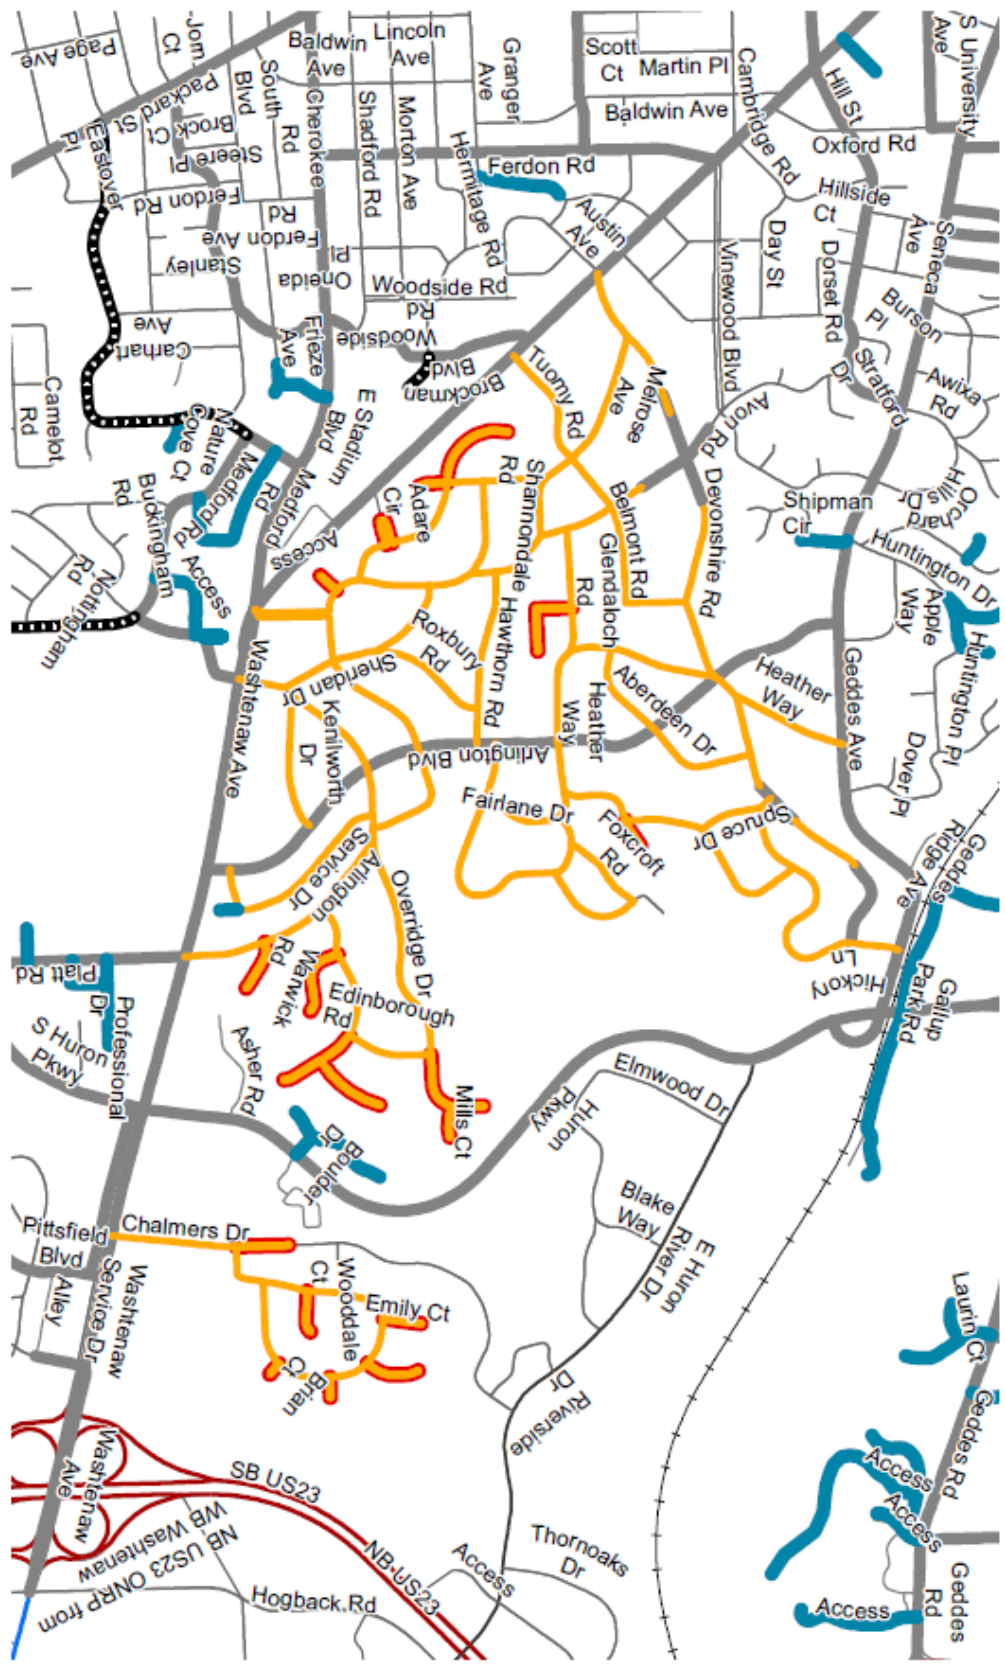 Page Ave
Jorn
Ct
Packard St
Brock Ct
Steere Pl
Eastover
Pl
Blvd
South
Rd
Baldwin
Ave
Lincoln
Ave
Cherokee
Shadford Rd
Morton Ave
Granger
Ave
Hermitage Rd
Scott
Ct
Martin Pl
Baldwin Ave
Cambridge Rd
Hill St
S University
Ave
Oxford Rd
Ferdon Rd
Ferdon Rd
Rd
Ferdon Ave
Stanley
Oneida
Pl
Austin
Ave
Hillside
Ct
Seneca
Ave
Day St
Dorset Rd
Vinewood Blvd
Burson
Pl
Woodside Rd
Woodside
Rd
Carhart
Ave
Frieze
Ave
Brockman
Blvd
Tuomy Rd
Melrose
Ave
Stratford
Dr
Awixa
Rd
Camelot
Rd
Nature
Cove Ct
E Stadium
Blvd
Avon Rd
Medford
Rd
Medford
Rd
Buckingham
Rd
Adare
Cir
Shannondale
Rd
Belmont Rd
Devonshire Rd
Shipman
Cir
Orchard
Hills Dr
Huntington Dr
Access
Access
Nottingham
Rd
Glendaloch
Rd
Apple
Way
Huntington Pl
Roxbury
Rd
Hawthorn Rd
Washtenaw Ave
Sheridan Dr
Kenilworth
Dr
Heather
Way
Aberdeen Dr
Heather
Way
Geddes Ave
Dover Pl
Arlington Blvd
Fairlane Dr
Foxcroft
Rd
Spruce Dr
Geddes
Ridge Ave
Service Dr
Arlington
Overridge Dr
Hickory
Ln
Gallup
Park Rd
Platt Rd
Professional
Dr
Warwick
Rd
Edinborough
Rd
S Huron
Pkwy
Asher Rd
Mills Ct
Huron
Pkwy
Elmwood Dr
Boulder
Dr
Blake
Way
E Huron
River Dr
Pittsfield
Blvd
Chalmers Dr
Alley
Washtenaw
Service Dr
Wooddale
Ct
Emily Ct
Brian
Ct
Laurin Ct
Geddes Rd
Riverside
Dr
Washtenaw
Ave
SB US23
NB US23
NB US23 ONRP from
WB Washtenaw
Access
Thornoaks
Dr
Hogback Rd
Access
Access
Access
Geddes
Rd